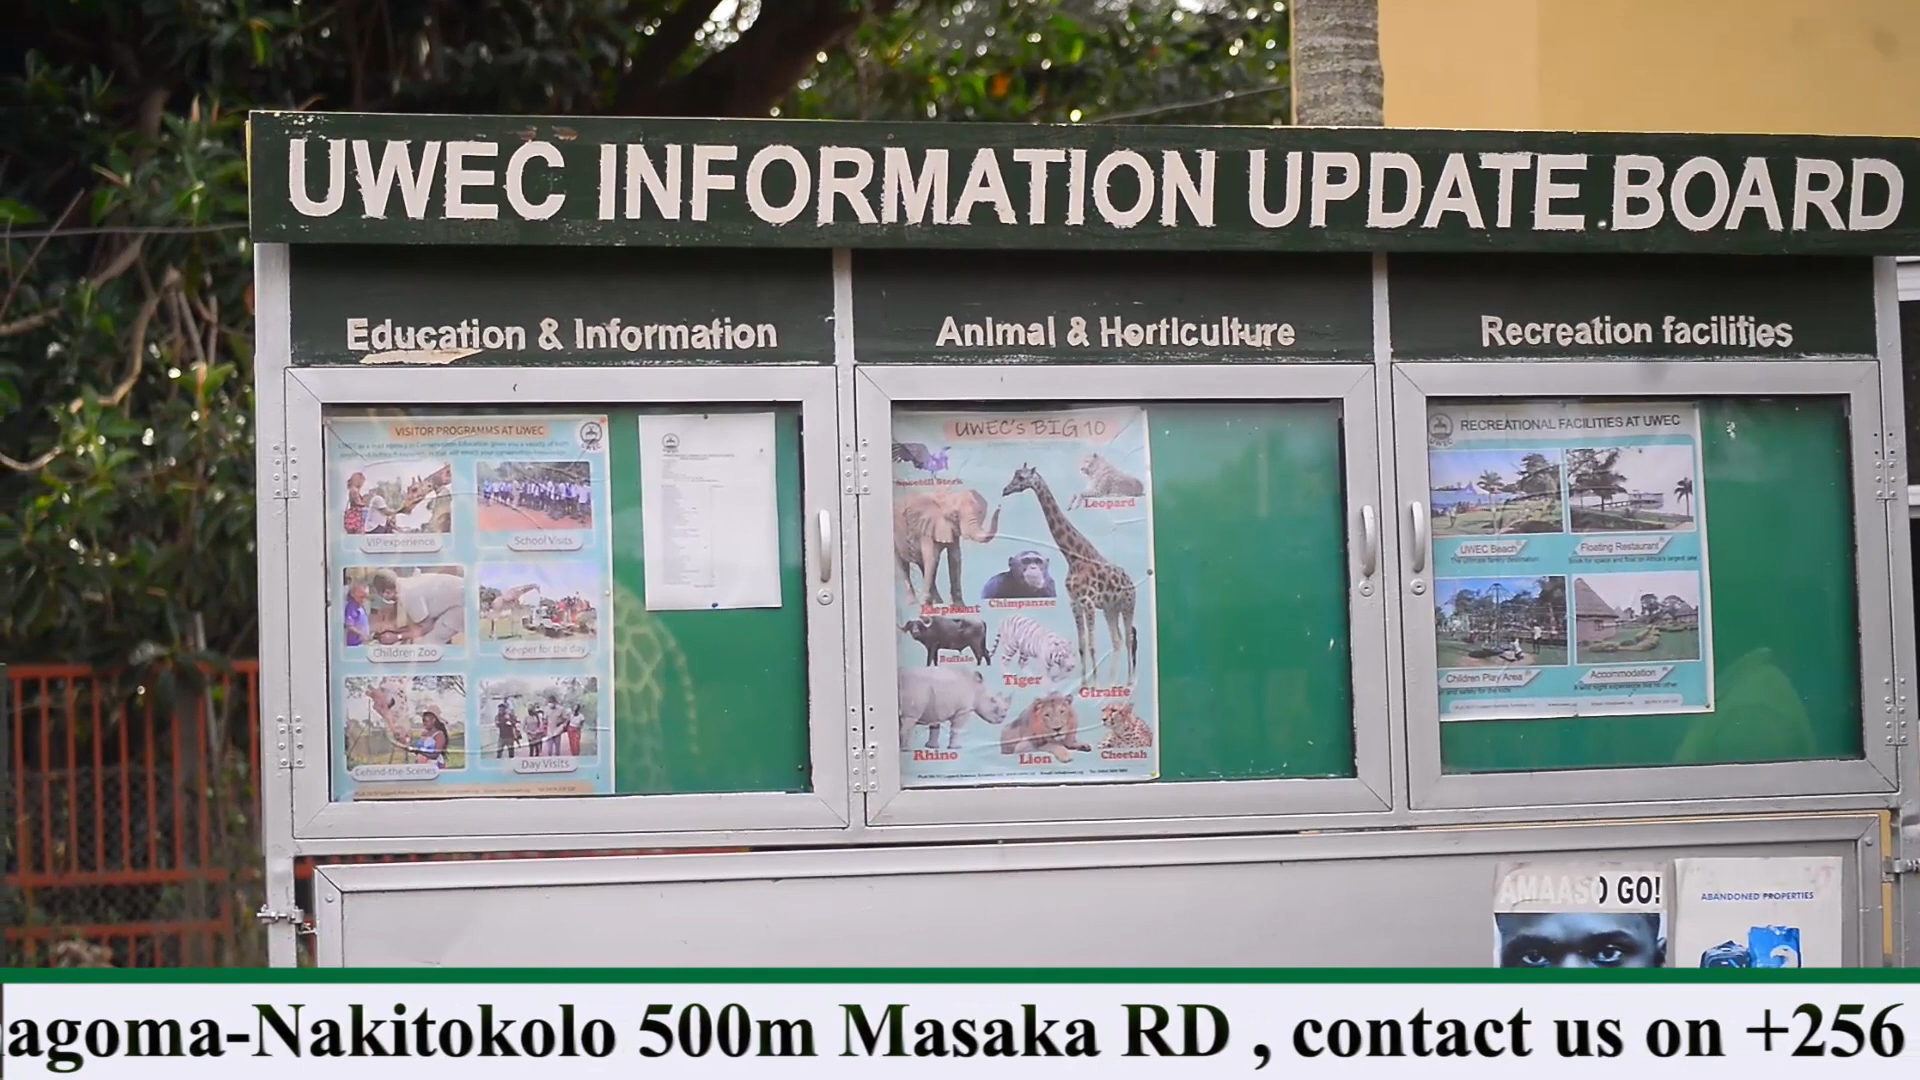 UWEC INFORMATION UPDATE BOARD
Education & Information
Animal & Horticulture
Recreation facilities
VISITOR PROGRAMMS AT UWEC
VIP experience
School Visits
Children Zoo
Keeper for the day
Behind the Scenes
Day Visits
UWEC's BIG 10
Shoebill Stork
Leopard
Elephant
Chimpanzee
Buffalo
Tiger
Giraffe
Rhino
Lion
Cheetah
RECREATIONAL FACILITIES AT UWEC
UWEC Beach
Floating Restaurant
Children Play Area
Accommodation
AMAASO GO!
ABANDONED PROPERTIES
agoma-Nakitokolo 500m Masaka RD , contact us on +256